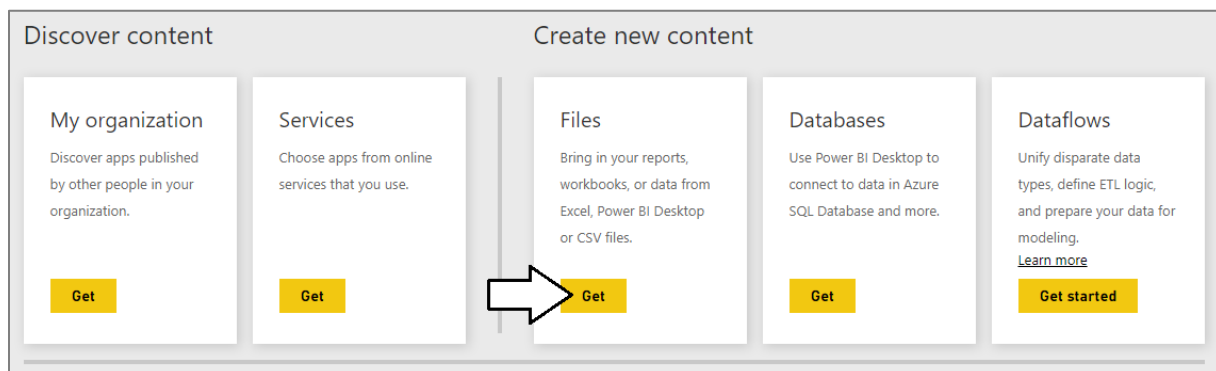 Discover content
Create new content
My organization
Discover apps published
by other people in your
organization.
Get
Services
Choose apps from online
services that you use.
Get
Files
Bring in your reports,
workbooks, or data from
Excel, Power BI Desktop
or CSV files.
Get
Databases
Use Power BI Desktop to
connect to data in Azure
SQL Database and more.
Get
Dataflows
Unify disparate data
types, define ETL logic,
and prepare your data for
modeling.
Learn more
Get started